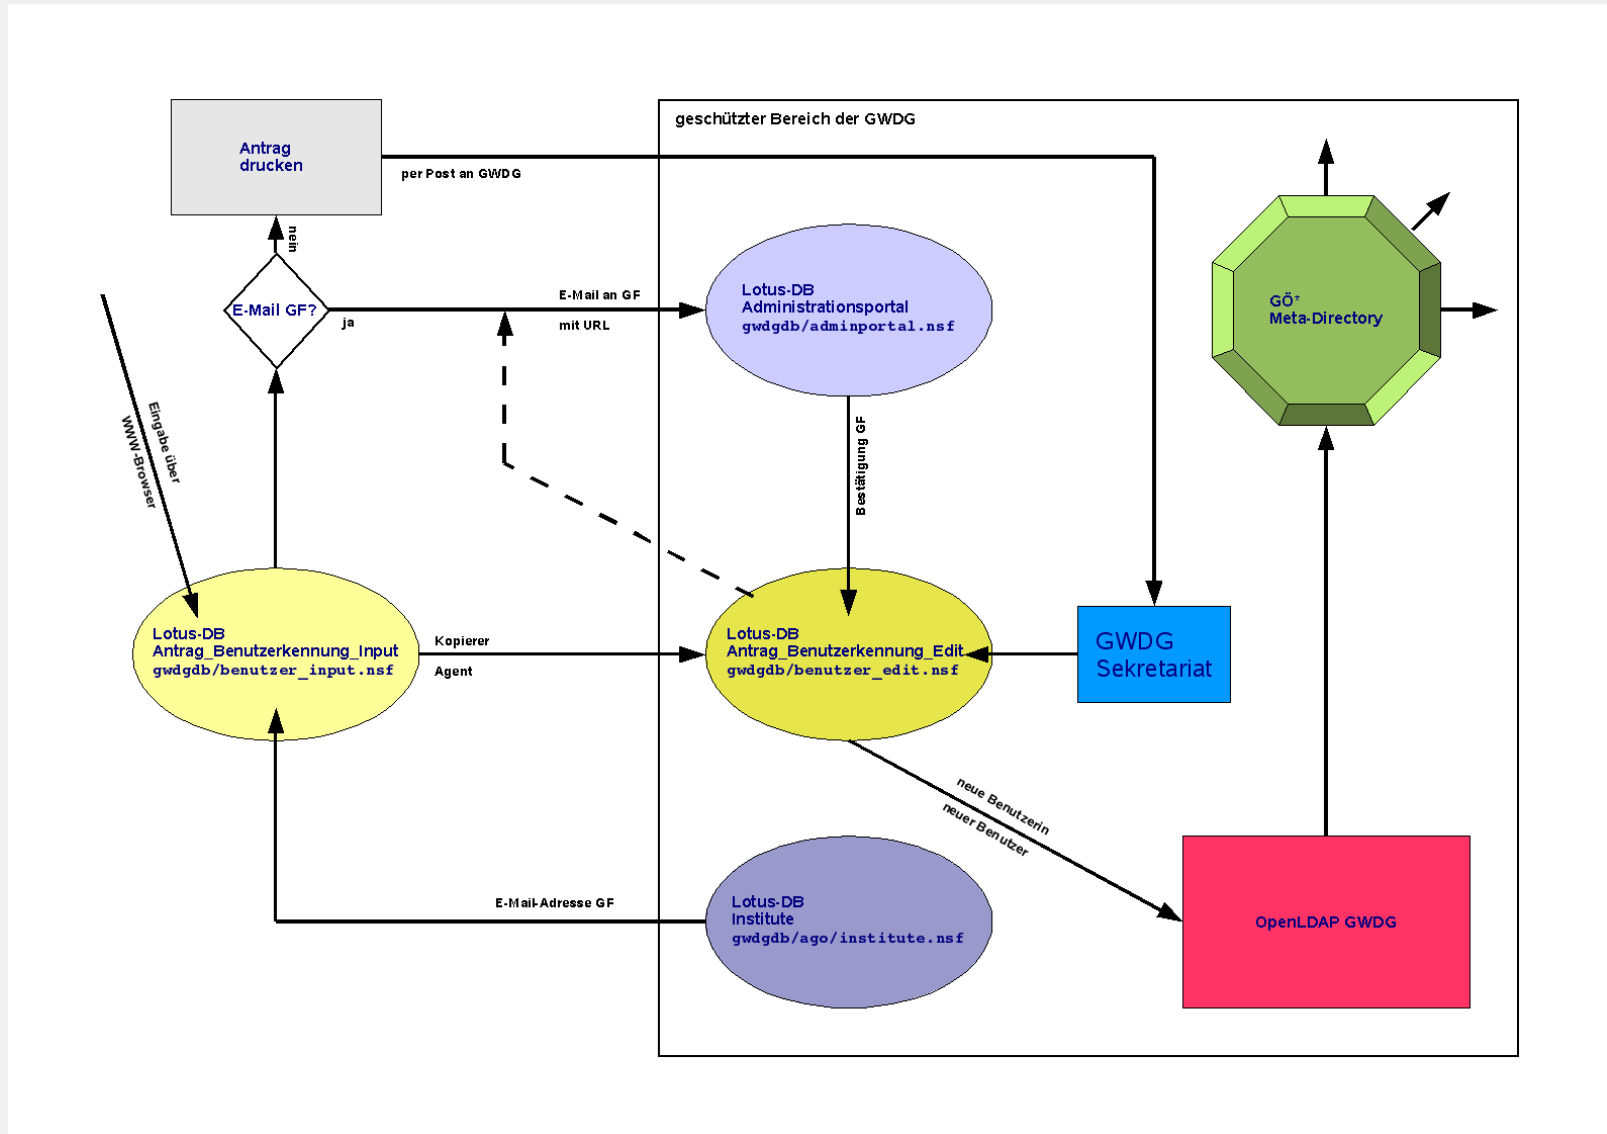 geschützter Bereich der GWDG
Antrag
drucken
per Post an GWDG
nein
E-Mail GF?
ja
E-Mail an GF
mit URL
Lotus-DB
Administrationsportal
gwdgdb/adminportal.nsf
GÖ*
Meta-Directory
Eingabe über
WWW-Browser
Bestätigung GF
Lotus-DB
Antrag_Benutzerkennung_Input
gwdgdb/benutzer_input.nsf
Kopierer
Agent
Lotus-DB
Antrag_Benutzerkennung_Edit
gwdgdb/benutzer_edit.nsf
GWDG
Sekretariat
neue Benutzerin
neuer Benutzer
E-Mail-Adresse GF
Lotus-DB
Institute
gwdgdb/ago/institute.nsf
OpenLDAP GWDG